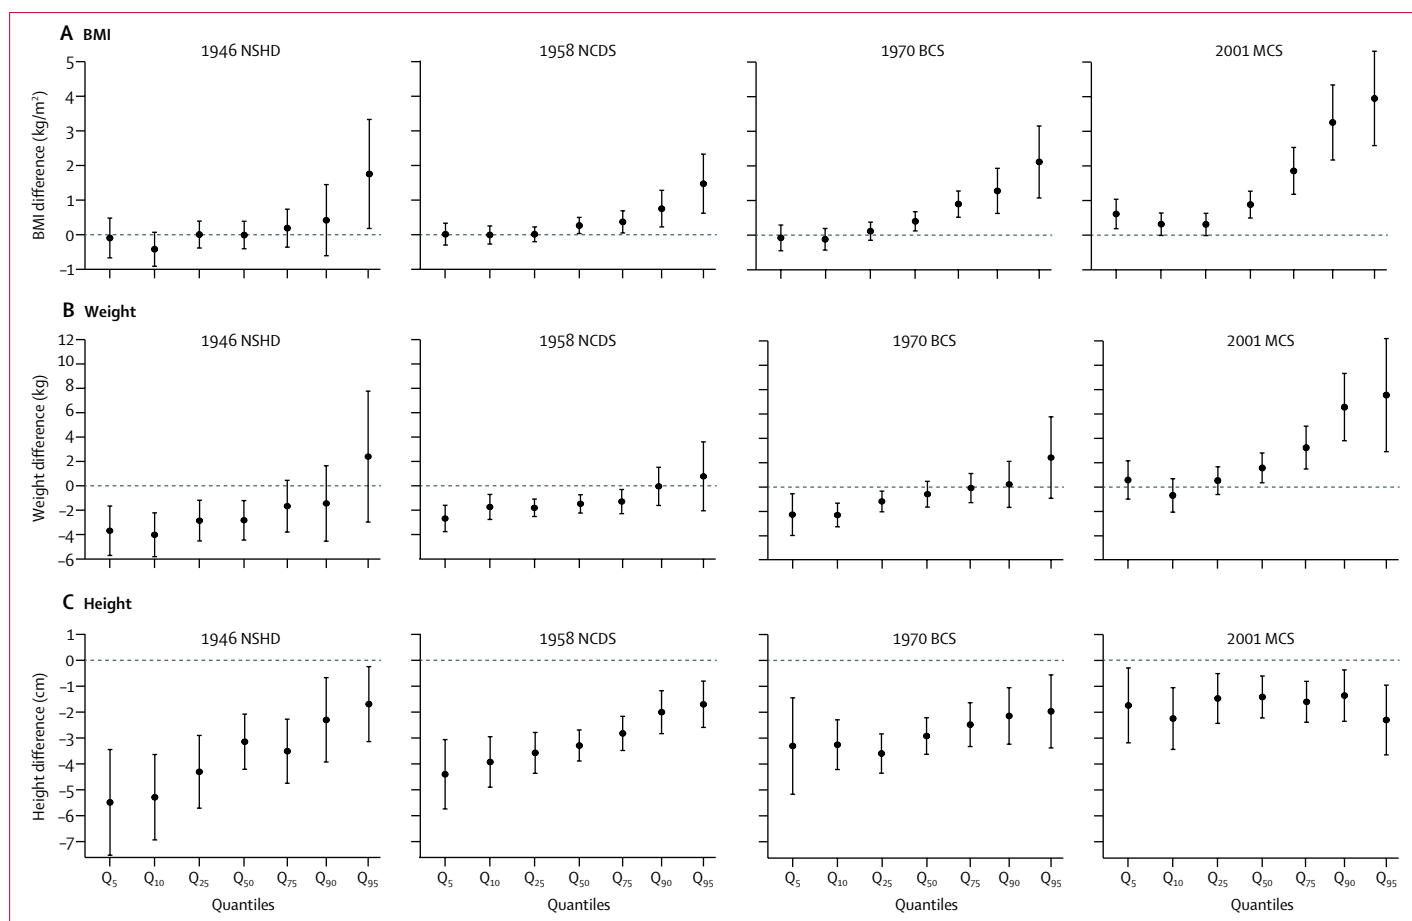 A BMI
1946 NSHD 1958 NCDS 1970 BCS 2001 MCS
BMI difference (kg/m²)
5
4
3
2
1
0
–1
B Weight
1946 NSHD 1958 NCDS 1970 BCS 2001 MCS
Weight difference (kg)
12
10
8
6
4
2
0
–2
–4
–6
C Height
1946 NSHD 1958 NCDS 1970 BCS 2001 MCS
Height difference (cm)
1
0
–1
–2
–3
–4
–5
–6
–7
Q₅ Q₁₀ Q₂₅ Q₅₀ Q₇₅ Q₉₀ Q₉₅ Q₅ Q₁₀ Q₂₅ Q₅₀ Q₇₅ Q₉₀ Q₉₅ Q₅ Q₁₀ Q₂₅ Q₅₀ Q₇₅ Q₉₀ Q₉₅ Q₅ Q₁₀ Q₂₅ Q₅₀ Q₇₅ Q₉₀ Q₉₅
Quantiles Quantiles Quantiles Quantiles